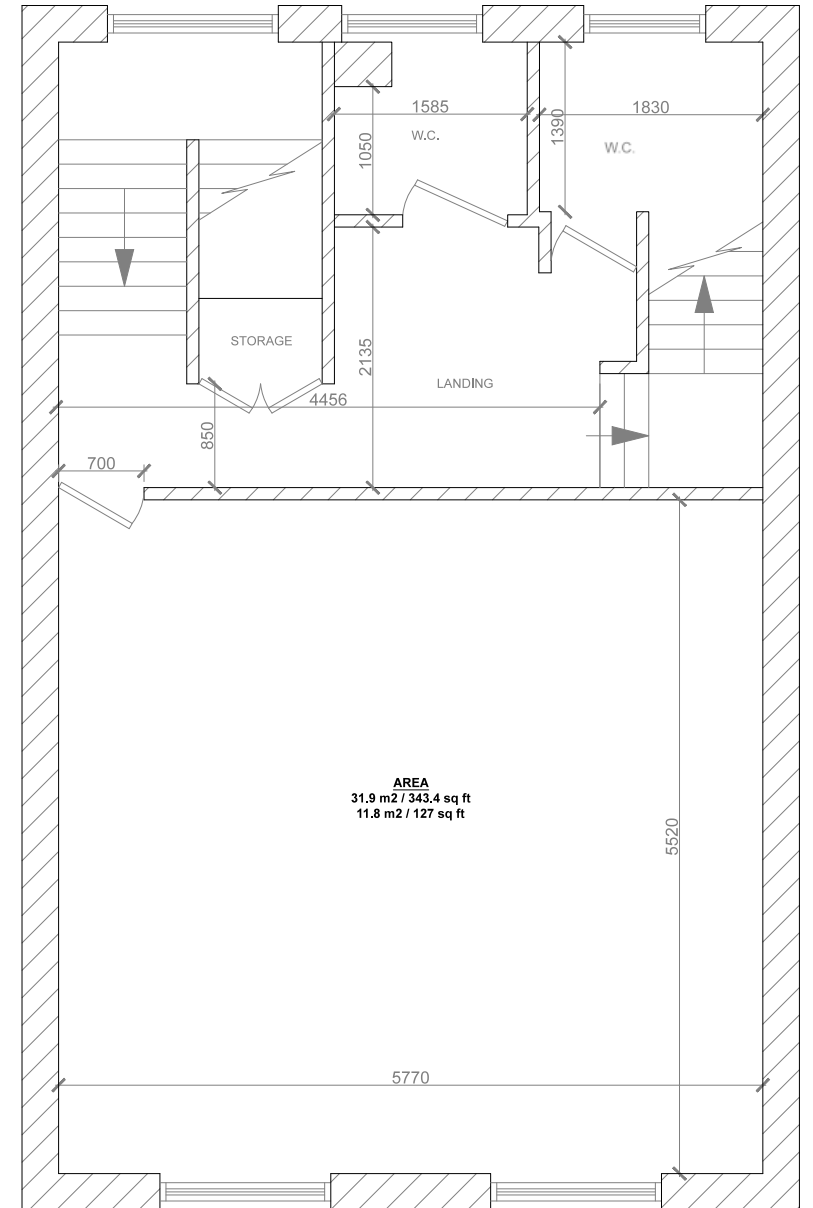 1585
1830
1390
1050
W.C.
W.C.
STORAGE
2135
LANDING
4456
850
700
AREA
31.9 m2 / 343.4 sq ft
11.8 m2 / 127 sq ft
5520
5770